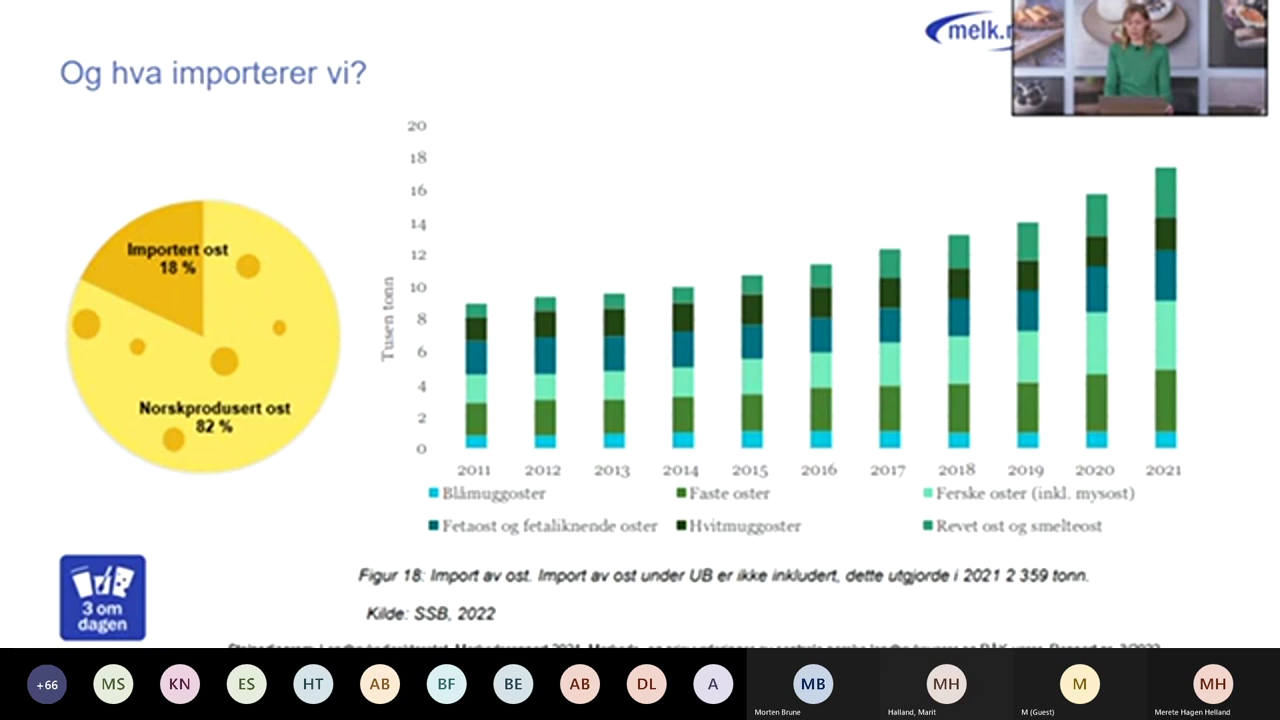 melk.
Og hva importerer vi?
Importert ost
18 %
Norskprodusert ost
82 %
Tusen tonn
20
18
16
14
12
10
8
6
4
2
0
2011 2012 2013 2014 2015 2016 2017 2018 2019 2020 2021
Blåmuggoster Faste oster Ferske oster (inkl. mysost)
Fetaost og fetaliknende oster Hvitmuggoster Revet ost og smelteost
Figur 18: Import av ost. Import av ost under UB er ikke inkludert, dette utgjorde i 2021 2 359 tonn.
Kilde: SSB, 2022
3 om
dagen
+66 MS KN ES HT AB BF BE AB DL A MB MH M MH
Morten Brune Halland, Marit M (Guest) Merete Hagen Helland